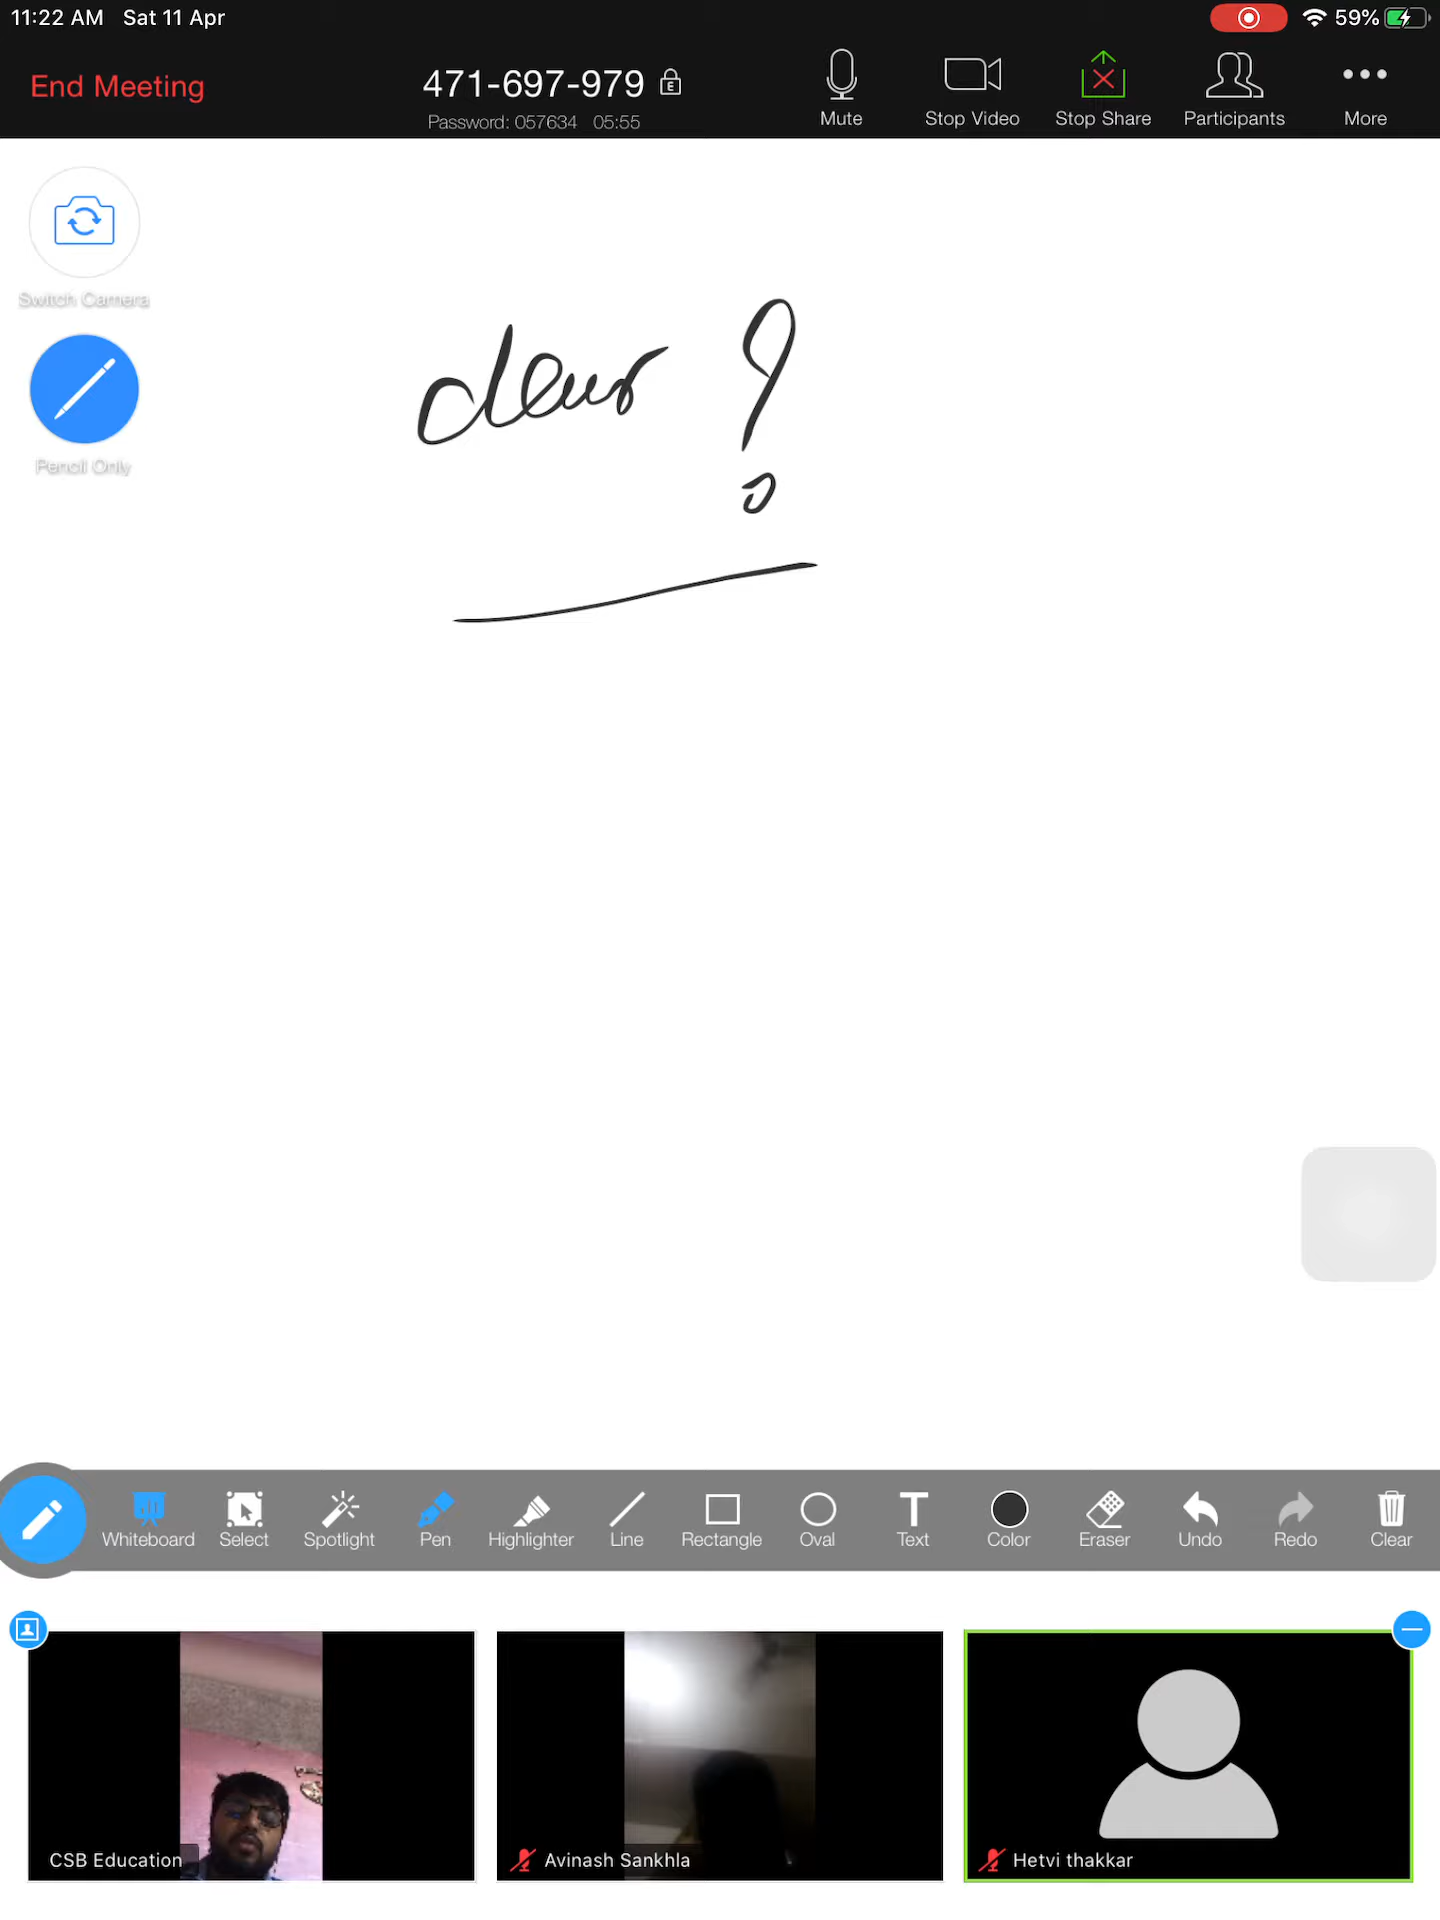 11:22 AM Sat 11 Apr 59%
End Meeting
471-697-979
Password: 057634 05:55
Mute
Stop Video
Stop Share
Participants
More
Switch Camera
Pencil Only
?
Whiteboard
Select
Spotlight
Pen
Highlighter
Line
Rectangle
Oval
Text
Color
Eraser
Undo
Redo
Clear
CSB Education
Avinash Sankhla
Hetvi thakkar